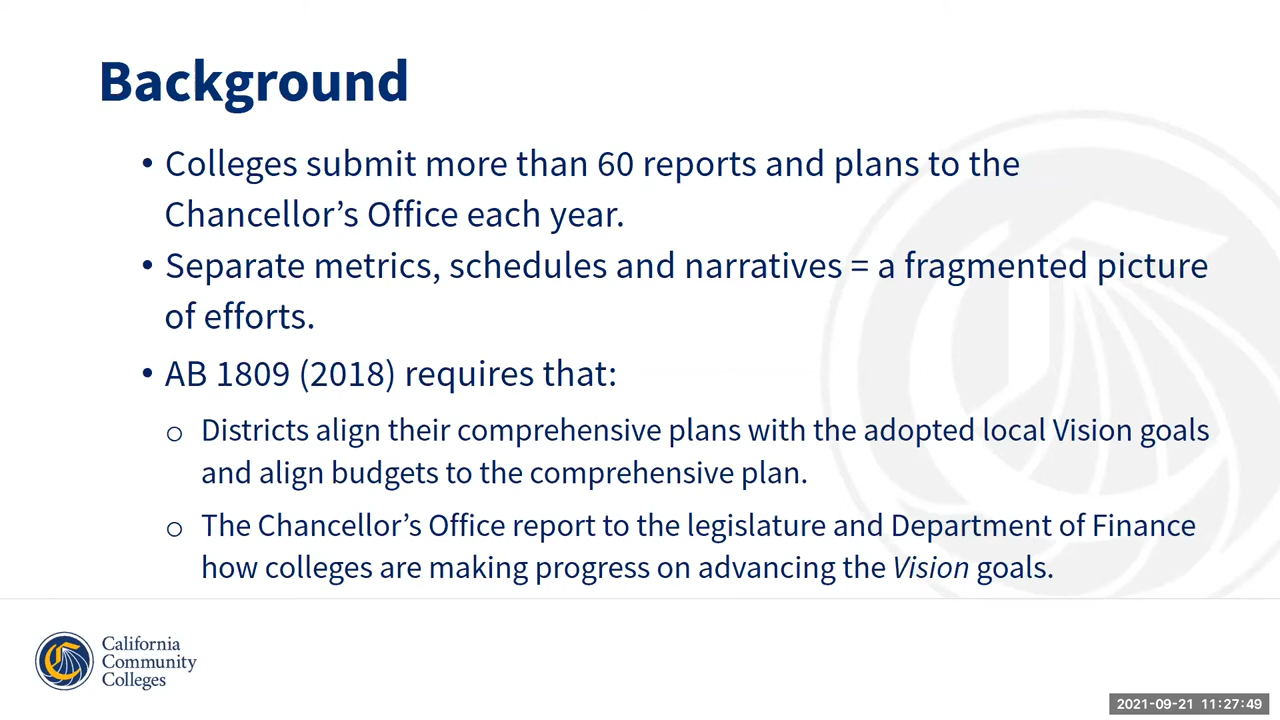 Background
• Colleges submit more than 60 reports and plans to the
Chancellor’s Office each year.
• Separate metrics, schedules and narratives = a fragmented picture
of efforts.
• AB 1809 (2018) requires that:
o Districts align their comprehensive plans with the adopted local Vision goals
and align budgets to the comprehensive plan.
o The Chancellor’s Office report to the legislature and Department of Finance
how colleges are making progress on advancing the Vision goals.
California
Community
Colleges
2021-09-21 11:27:49